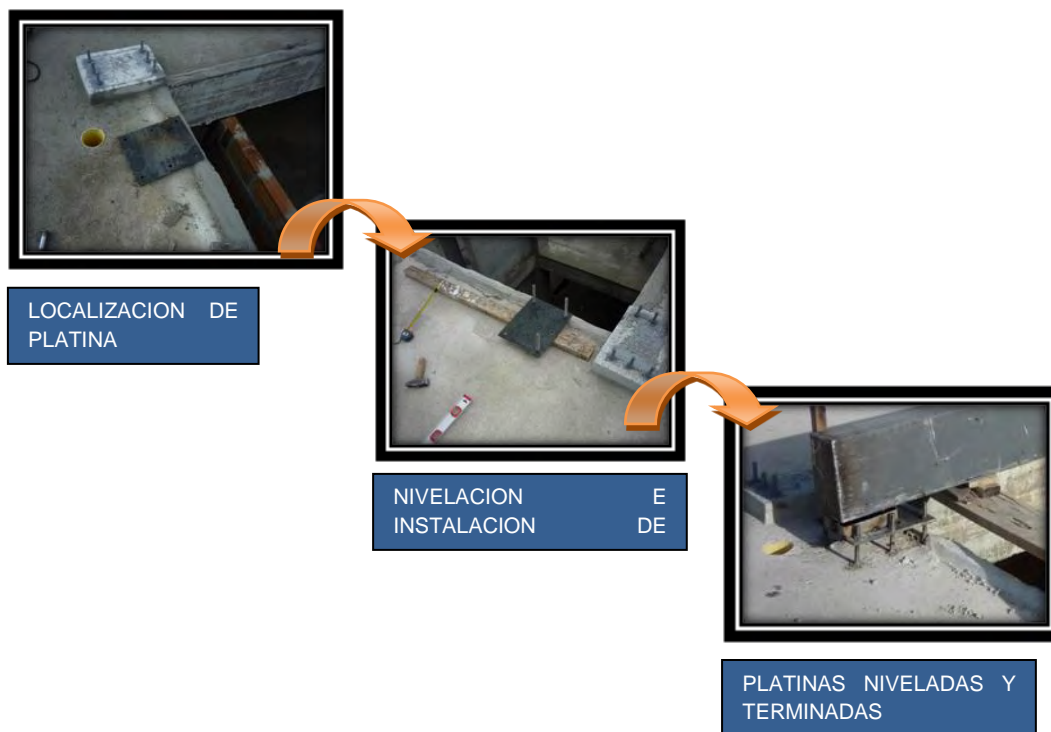 LOCALIZACION DE
PLATINA
NIVELACION E
INSTALACION DE
PLATINAS NIVELADAS Y
TERMINADAS